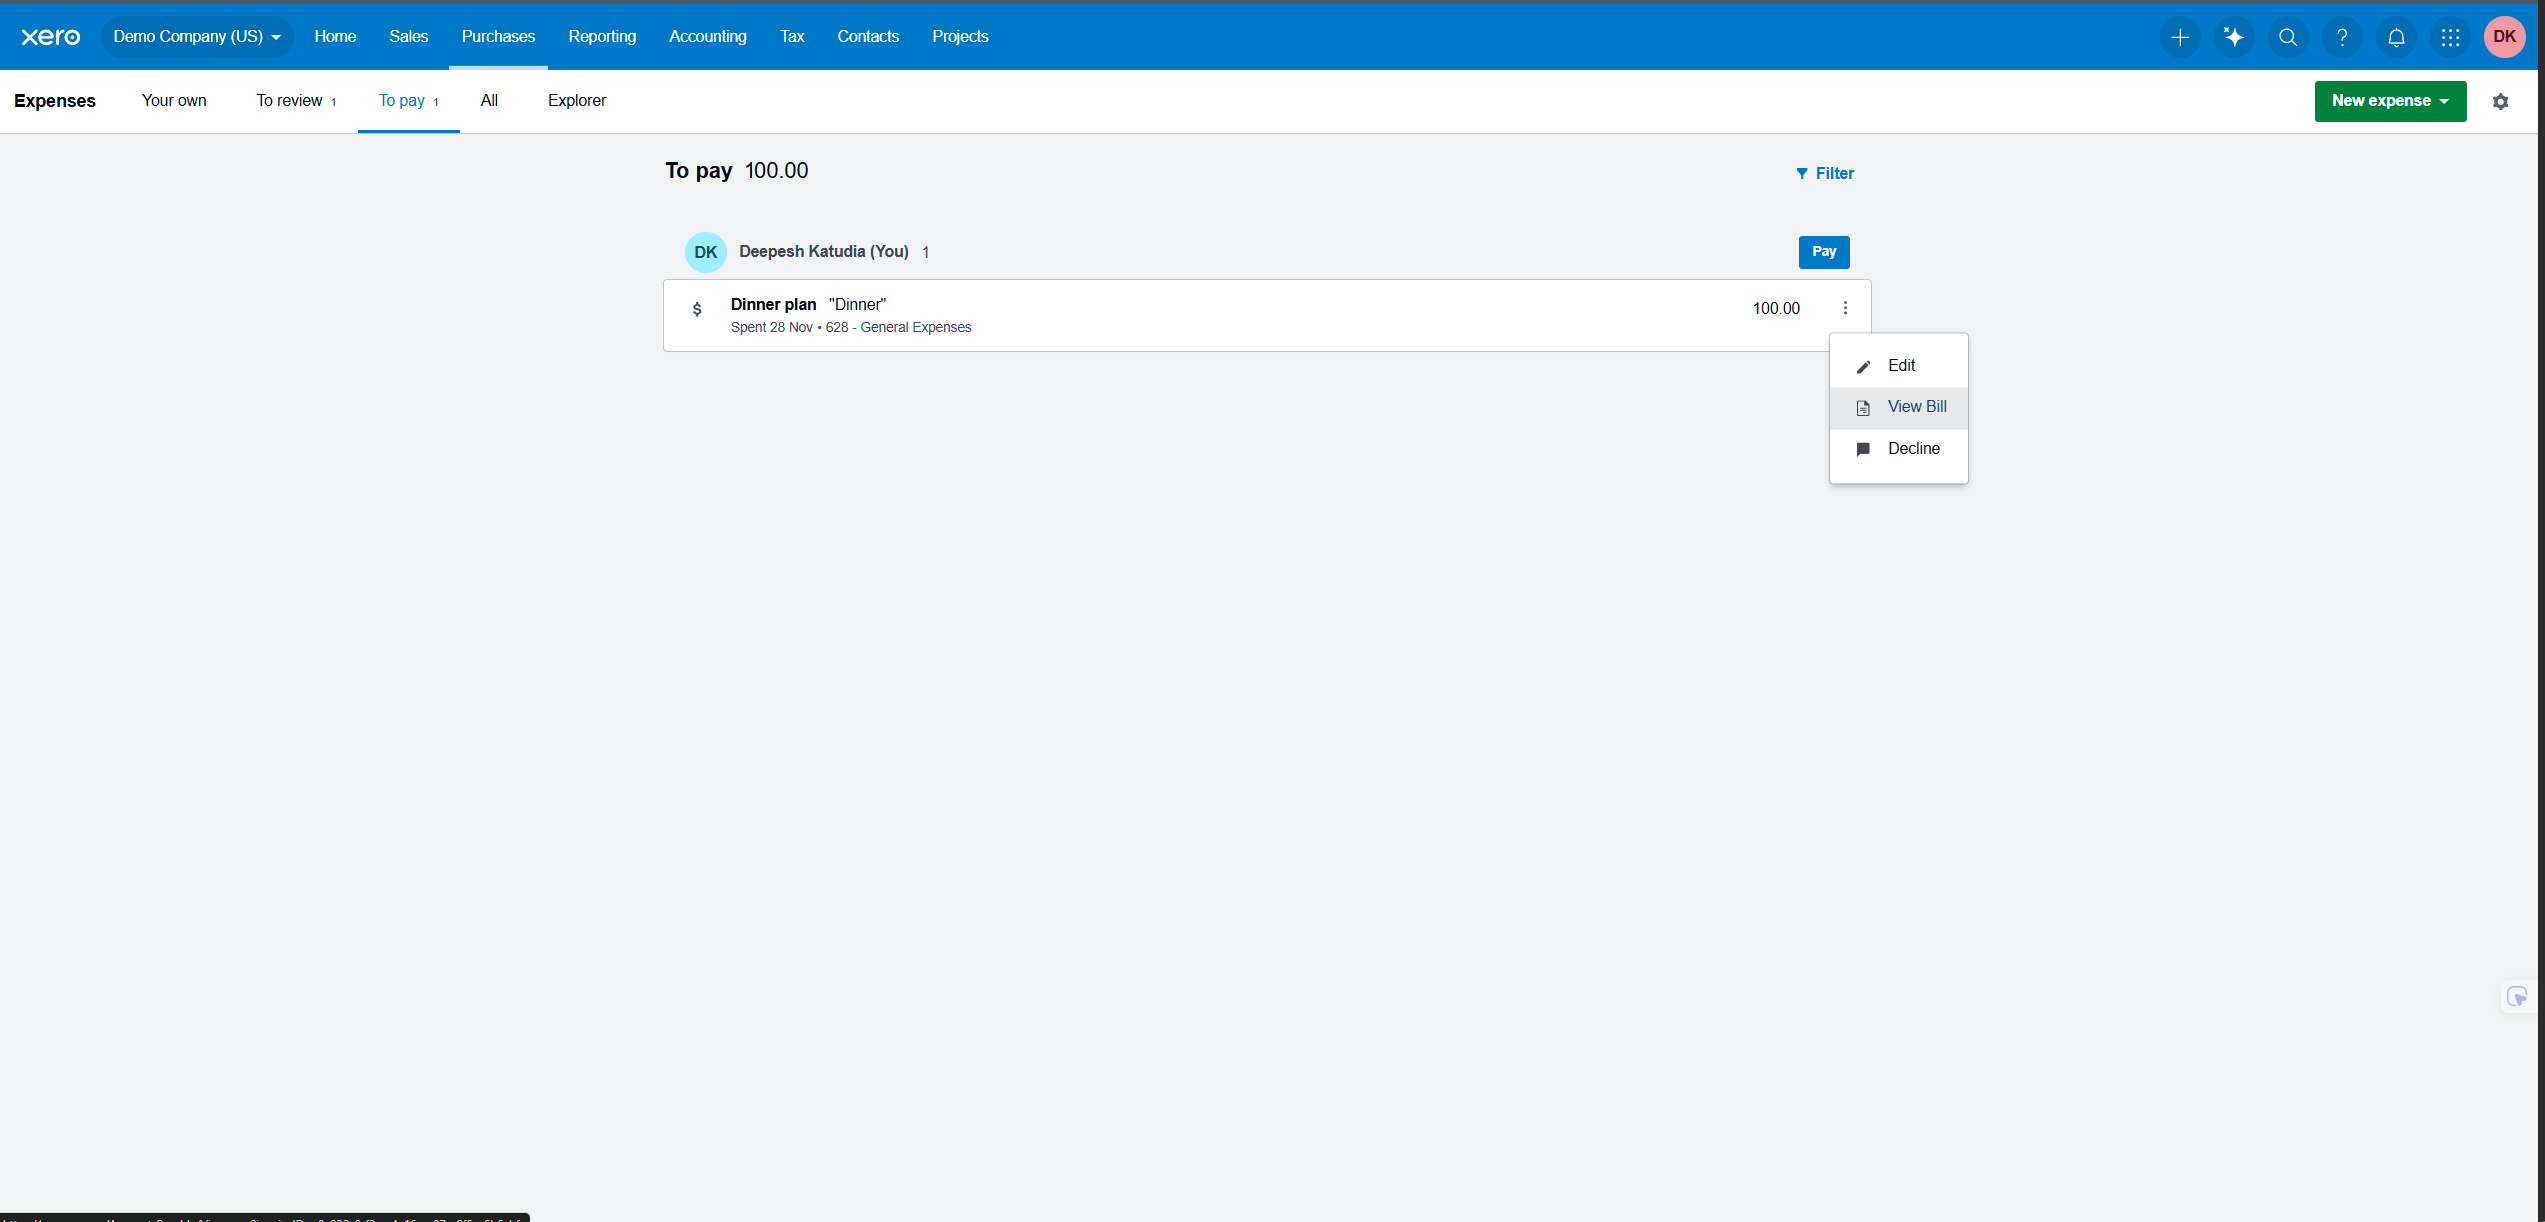 xero Demo Company (US) Home Sales Purchases Reporting Accounting Tax Contacts Projects DK
Expenses Your own To review 1 To pay 1 All Explorer New expense
To pay 100.00 Filter
DK Deepesh Katudia (You) 1 Pay
Dinner plan "Dinner" 100.00
Spent 28 Nov • 628 - General Expenses
Edit
View Bill
Decline